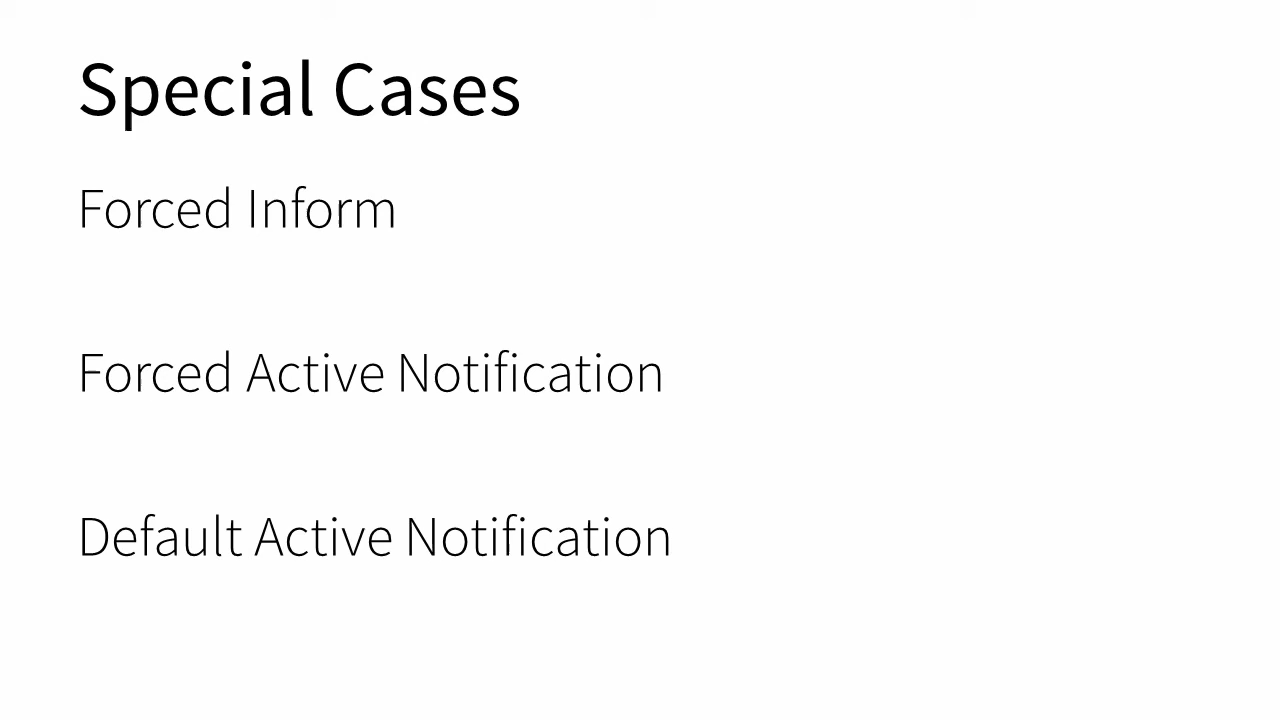 Special Cases
Forced Inform
Forced Active Notification
Default Active Notification